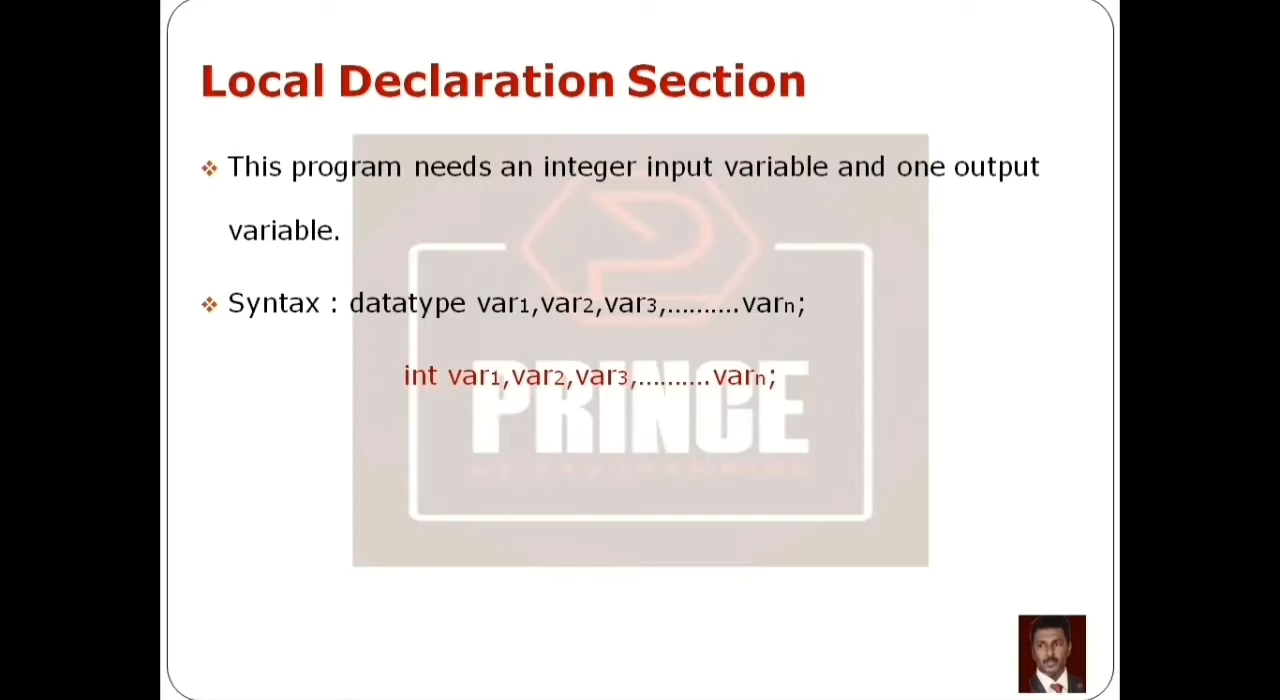 Local Declaration Section
This program needs an integer input variable and one output
variable.
Syntax : datatype var1,var2,var3,..........varn;
int var1,var2,var3,..........varn;
PRINCE